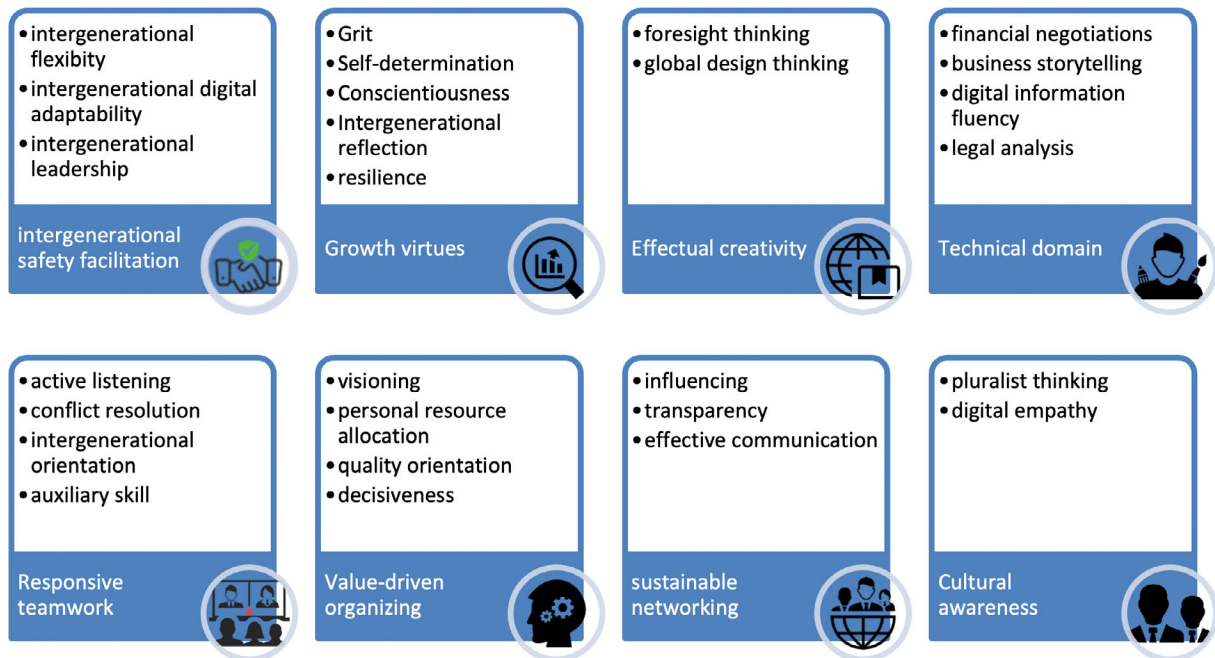 • intergenerational
flexibity
• intergenerational digital
adaptability
• intergenerational
leadership
intergenerational
safety facilitation
• Grit
• Self-determination
• Conscientiousness
• Intergenerational
reflection
• resilience
Growth virtues
• foresight thinking
• global design thinking
Effectual creativity
• financial negotiations
• business storytelling
• digital information
fluency
• legal analysis
Technical domain
• active listening
• conflict resolution
• intergenerational
orientation
• auxiliary skill
Responsive
teamwork
• visioning
• personal resource
allocation
• quality orientation
• decisiveness
Value-driven
organizing
• influencing
• transparency
• effective communication
sustainable
networking
• pluralist thinking
• digital empathy
Cultural
awareness